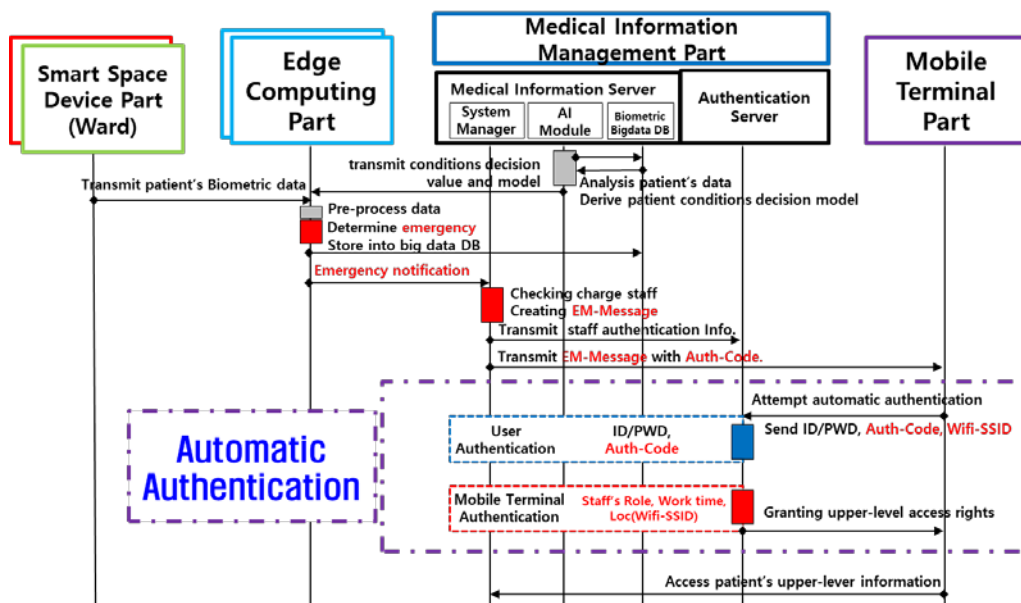 Smart Space
Device Part
(Ward)
Edge
Computing
Part
Medical Information
Management Part
Medical Information Server
System
Manager
AI
Module
Biometric
Bigdata DB
Authentication
Server
Mobile
Terminal
Part
transmit conditions decision
value and model
Analysis patient's data
Derive patient conditions decision model
Transmit patient's Biometric data
Pre-process data
Determine emergency
Store into big data DB
Emergency notification
Checking charge staff
Creating EM-Message
Transmit staff authentication Info.
Transmit EM-Message with Auth-Code.
Attempt automatic authentication
Send ID/PWD, Auth-Code, Wifi-SSID
Automatic
Authentication
User
Authentication
ID/PWD,
Auth-Code
Mobile Terminal
Authentication
Staff's Role, Work time,
Loc(Wifi-SSID)
Granting upper-level access rights
Access patient's upper-lever information